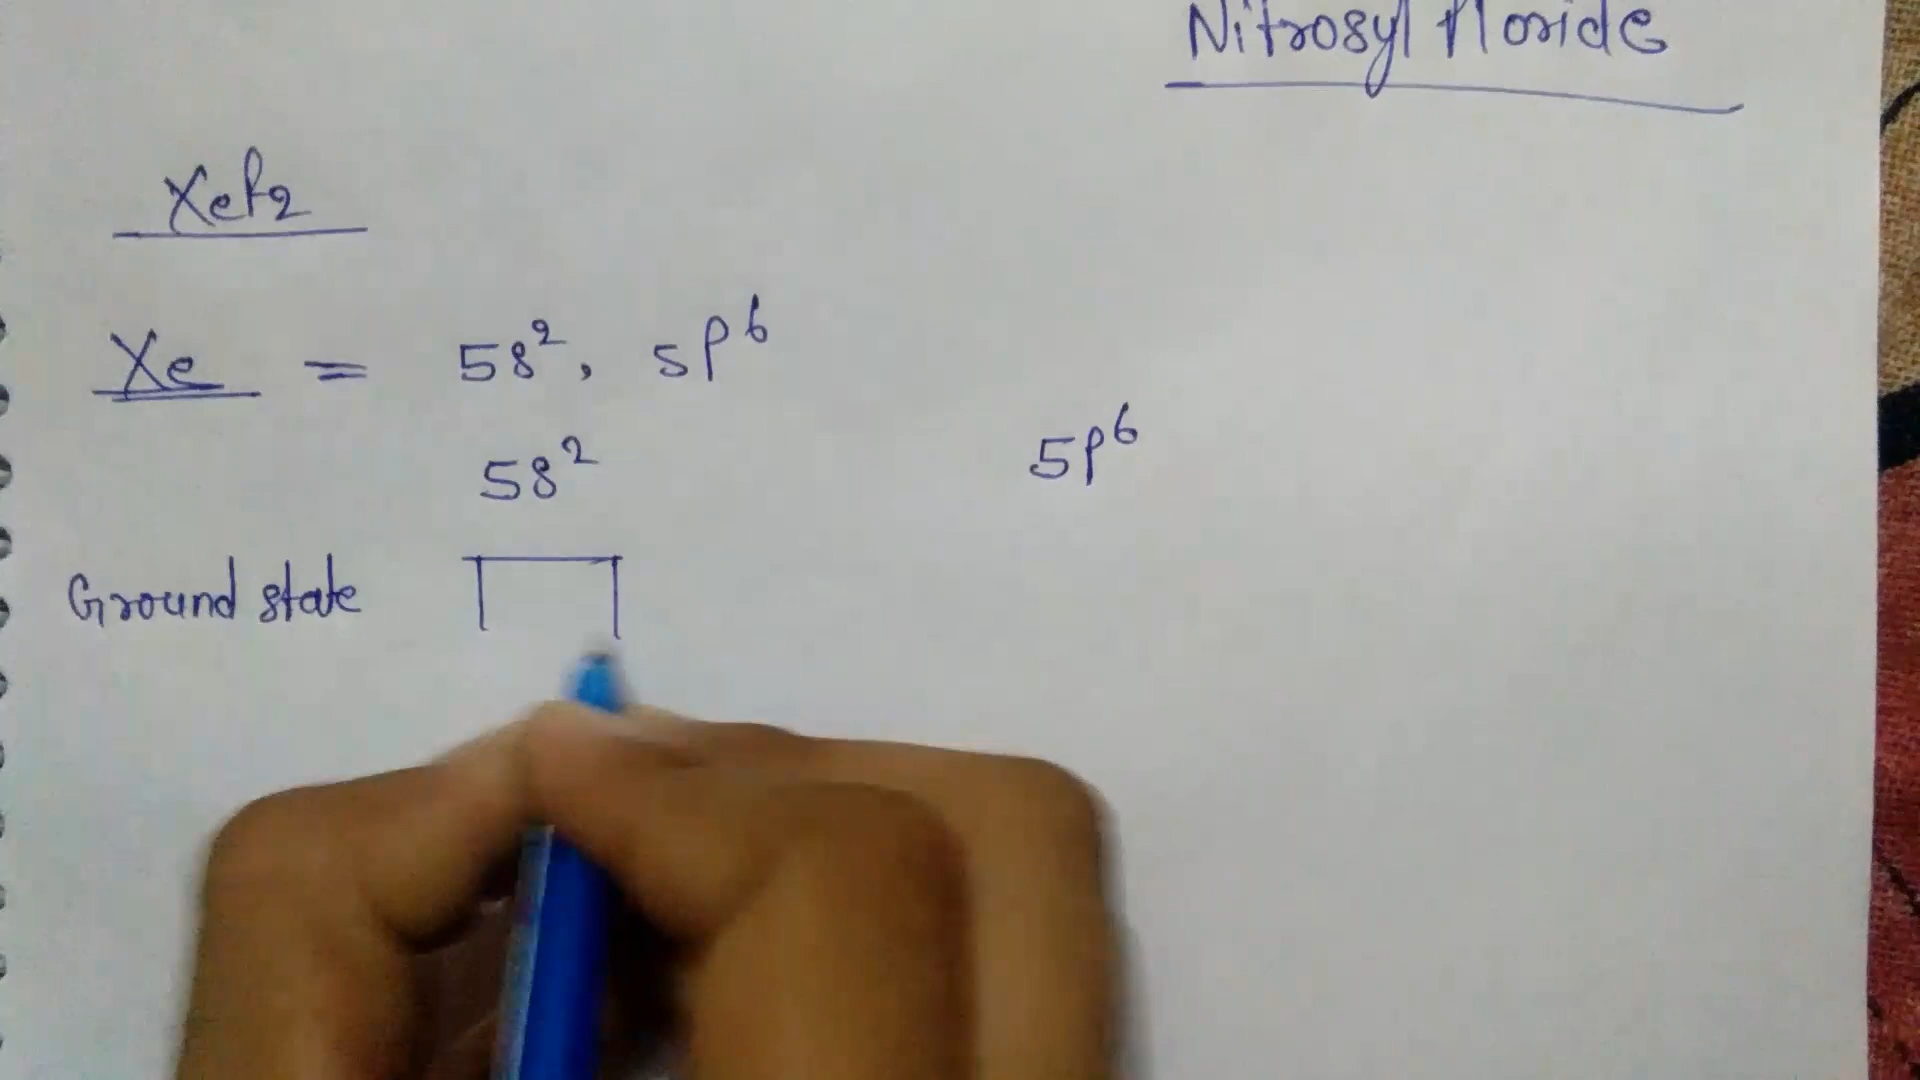 Nitrosyl floride
XeF₂
Xe = 5s², 5p⁶
5s² 5p⁶
Ground state